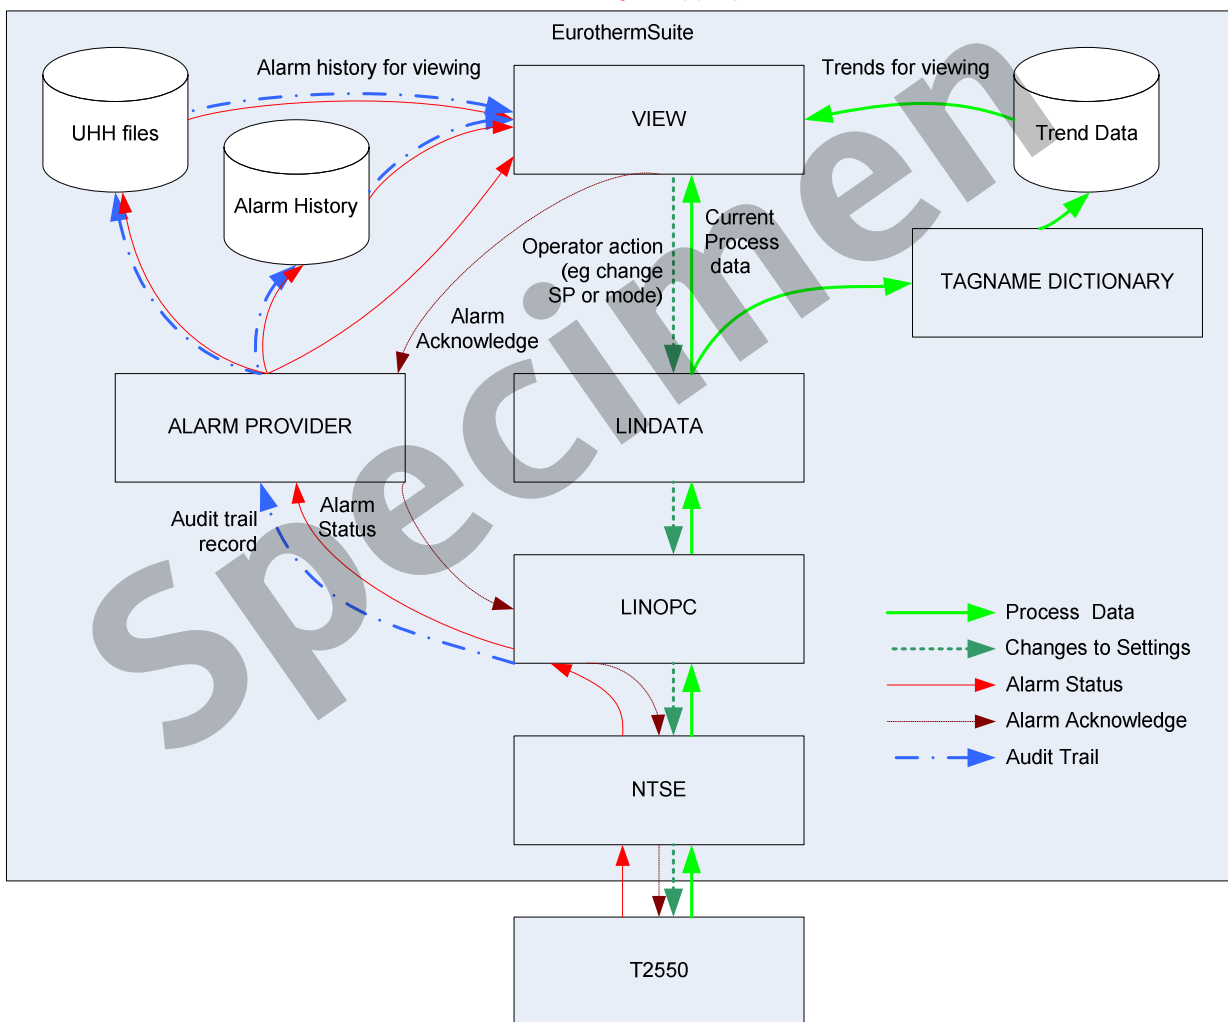 EurothermSuite
Alarm history for viewing
Trends for viewing
UHH files
VIEW
Trend Data
Alarm History
Current
Process
data
Operator action
(eg change
SP or mode)
TAGNAME DICTIONARY
Alarm
Acknowledge
ALARM PROVIDER
LINDATA
Audit trail
record
Alarm
Status
LINOPC
Process Data
Changes to Settings
Alarm Status
Alarm Acknowledge
Audit Trail
NTSE
T2550
Specimen